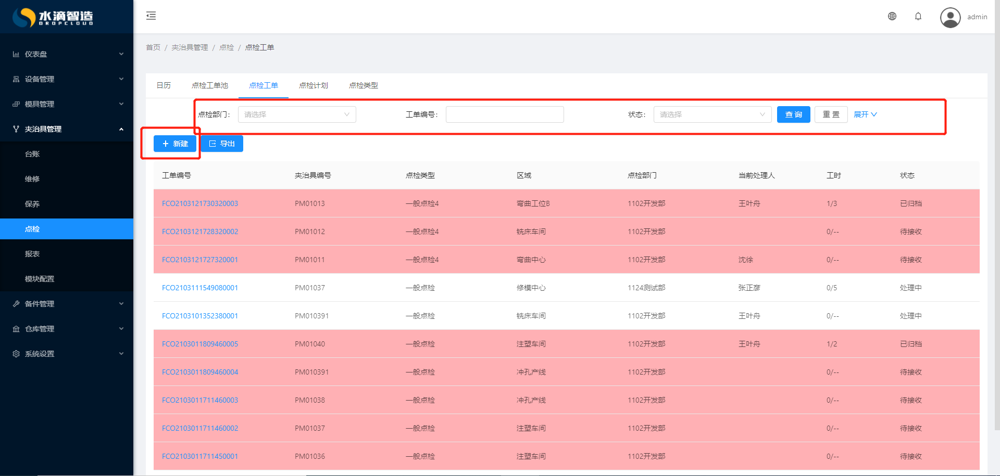 水滴智造
DROPCLOUD
admin
仪表盘
设备管理
模具管理
夹治具管理
台账
维修
保养
点检
报表
模块配置
备件管理
仓库管理
系统设置
首页 / 夹治具管理 / 点检 / 点检工单
日历 点检工单池 点检工单 点检计划 点检类型
点检部门: 请选择 工单编号: 状态: 请选择 查询 重置 展开
新建 导出
工单编号 夹治具编号 点检类型 区域 点检部门 当前处理人 工时 状态
FCO2103121730320003 PM01013 一般点检4 弯曲工位B 1102开发部 王叶舟 1/3 已归档
FCO2103121728320002 PM01012 一般点检4 铣床车间 1102开发部 0/-- 待接收
FCO2103121727320001 PM01011 一般点检4 弯曲中心 1102开发部 沈徐 0/-- 待接收
FCO2103111549080001 PM01037 一般点检 修模中心 1124测试部 张正彦 0/5 处理中
FCO2103101352380001 PM010391 一般点检 铣床车间 1102开发部 王叶舟 0/-- 处理中
FCO2103011809460005 PM01040 一般点检 注塑车间 1102开发部 王叶舟 1/2 已归档
FCO2103011809460004 PM010391 一般点检 冲孔产线 1102开发部 0/-- 待接收
FCO2103011711460003 PM01038 一般点检 冲孔产线 1102开发部 0/-- 待接收
FCO2103011711460002 PM01037 一般点检 注塑车间 1102开发部 0/-- 待接收
FCO2103011711450001 PM01036 一般点检 注塑车间 1102开发部 0/-- 待接收